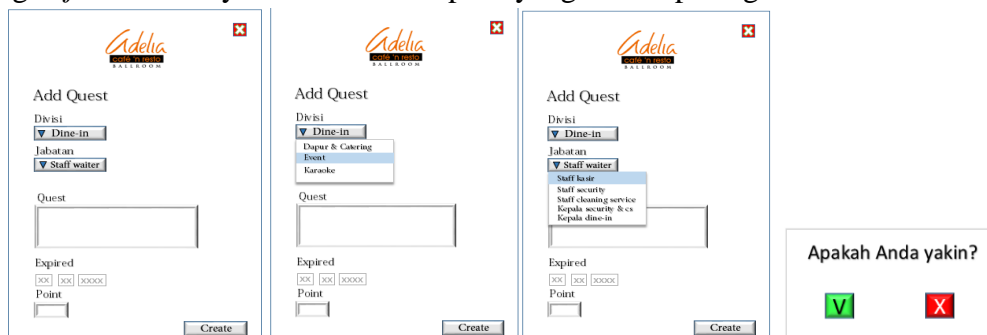 Adelia
café 'n resto
BALLROOM
Add Quest
Divisi
Dine-in
Jabatan
Staff waiter
Quest
Expired
xx xx xxxx
Point
Create
Adelia
café 'n resto
BALLROOM
Add Quest
Divisi
Dine-in
Dapur & Catering
Event
Karaoke
Quest
Expired
xx xx xxxx
Point
Create
Adelia
café 'n resto
BALLROOM
Add Quest
Divisi
Dine-in
Jabatan
Staff waiter
Staff kasir
Staff security
Staff cleaning service
Kepala security & cs
Kepala dine-in
Expired
xx xx xxxx
Point
Create
Apakah Anda yakin?
V X